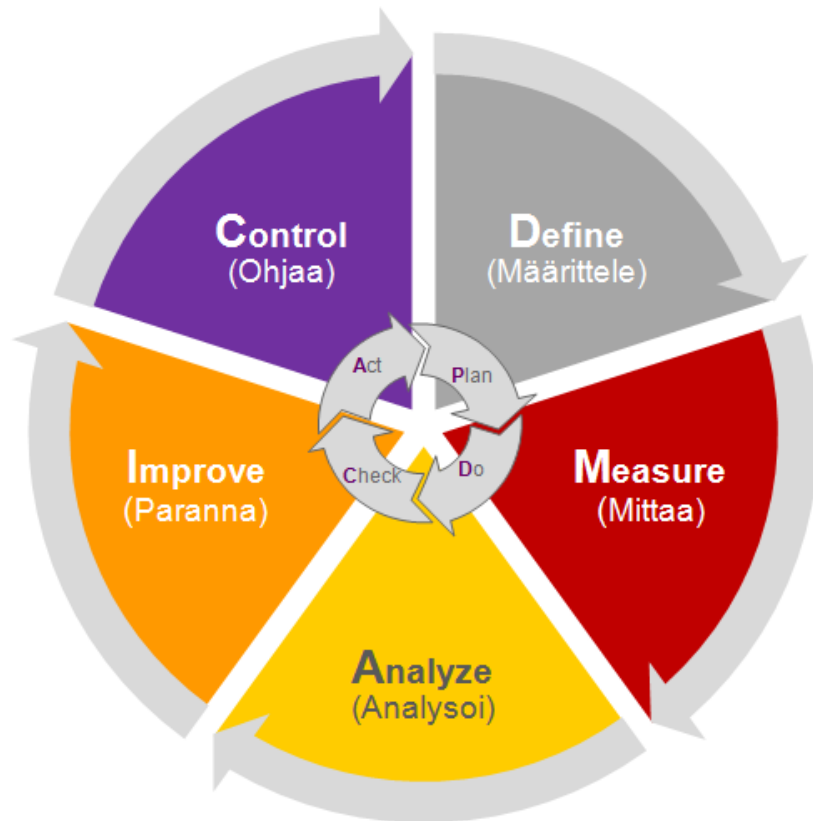 Control
(Ohjaa)
Define
(Määrittele)
Act
Plan
Improve
(Paranna)
Check
Do
Measure
(Mittaa)
Analyze
(Analysoi)